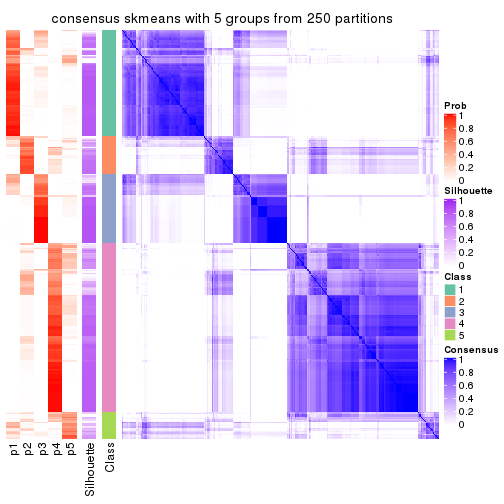 consensus skmeans with 5 groups from 250 partitions
Prob
1
0.8
0.6
0.4
0.2
0
Silhouette
1
0.8
0.6
0.4
0.2
0
Class
1
2
3
4
5
Consensus
1
0.8
0.6
0.4
0.2
0
p1
p2
p3
p4
p5
Silhouette
Class